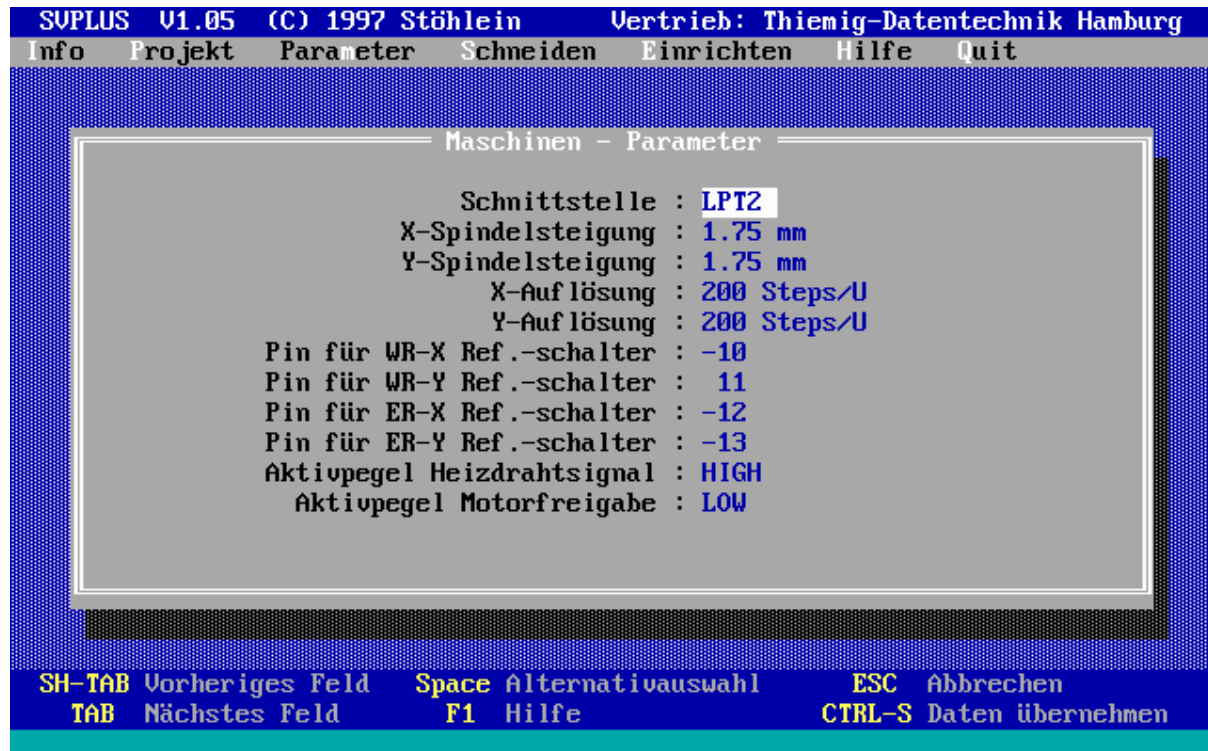 SVPLUS V1.05 (C) 1997 Stöhlein Vertrieb: Thiemig-Datentechnik Hamburg
Info Projekt Parameter Schneiden Einrichten Hilfe Quit
Maschinen - Parameter
Schnittstelle : LPT2
X-Spindelsteigung : 1.75 mm
Y-Spindelsteigung : 1.75 mm
X-Auflösung : 200 Steps/U
Y-Auflösung : 200 Steps/U
Pin für WR-X Ref.-schalter : -10
Pin für WR-Y Ref.-schalter : 11
Pin für ER-X Ref.-schalter : -12
Pin für ER-Y Ref.-schalter : -13
Aktivpegel Heizdrahtsignal : HIGH
Aktivpegel Motorfreigabe : LOW
SH-TAB Vorheriges Feld Space Alternativauswahl ESC Abbrechen
TAB Nächstes Feld F1 Hilfe CTRL-S Daten übernehmen